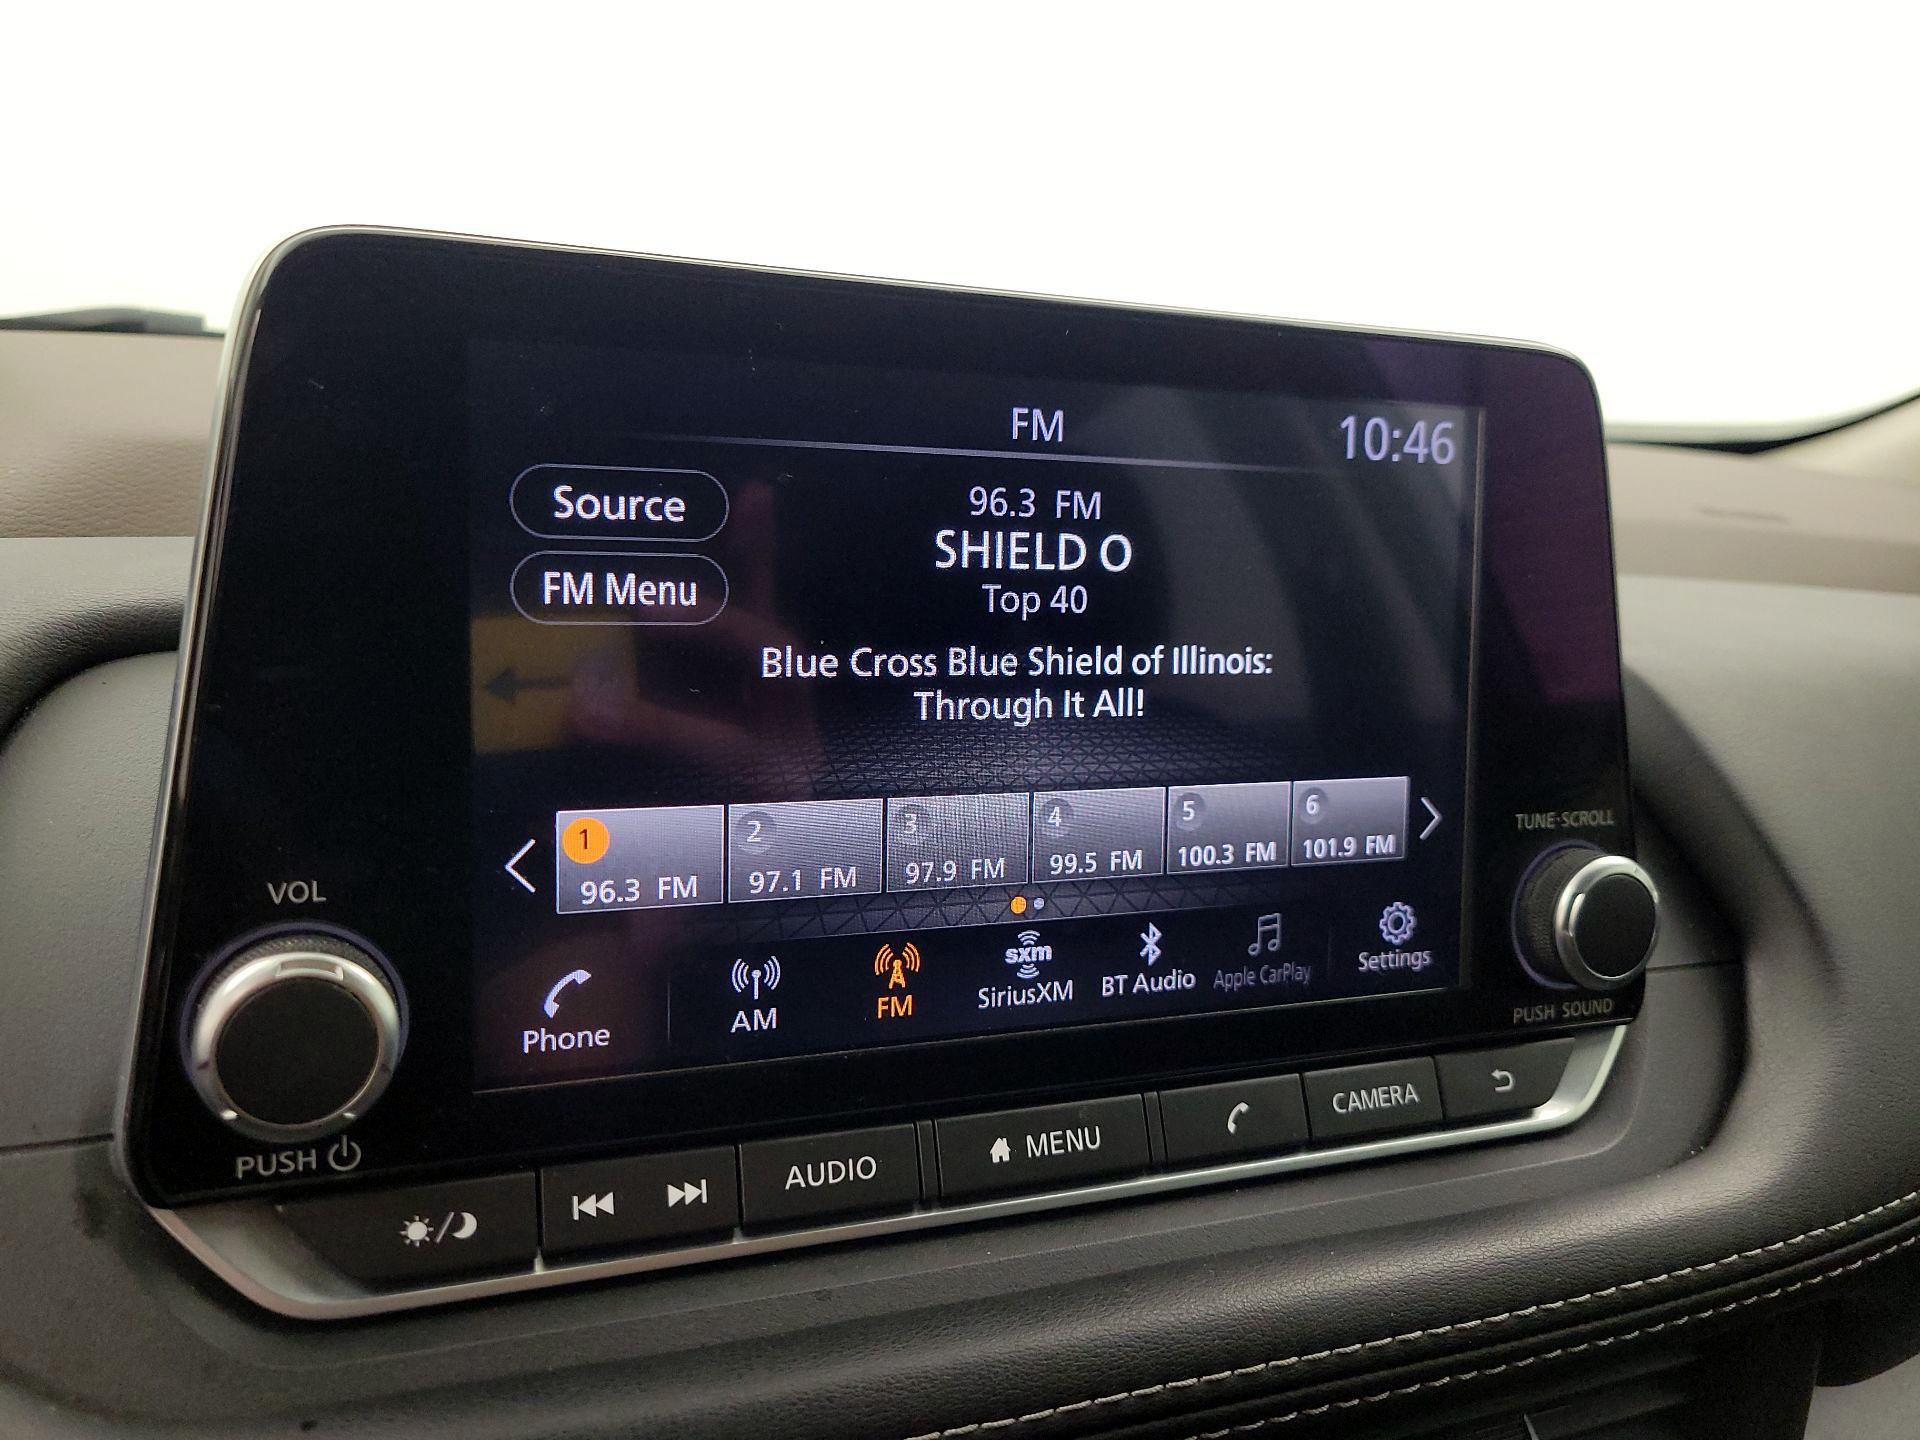 FM
10:46
Source
96.3 FM
SHIELD O
FM Menu
Top 40
Blue Cross Blue Shield of Illinois:
Through It All!
1
96.3 FM
2
97.1 FM
3
97.9 FM
4
99.5 FM
5
100.3 FM
6
101.9 FM
TUNE·SCROLL
VOL
Phone
AM
FM
sxm
SiriusXM
BT Audio
Apple CarPlay
Settings
PUSH SOUND
PUSH
AUDIO
MENU
CAMERA